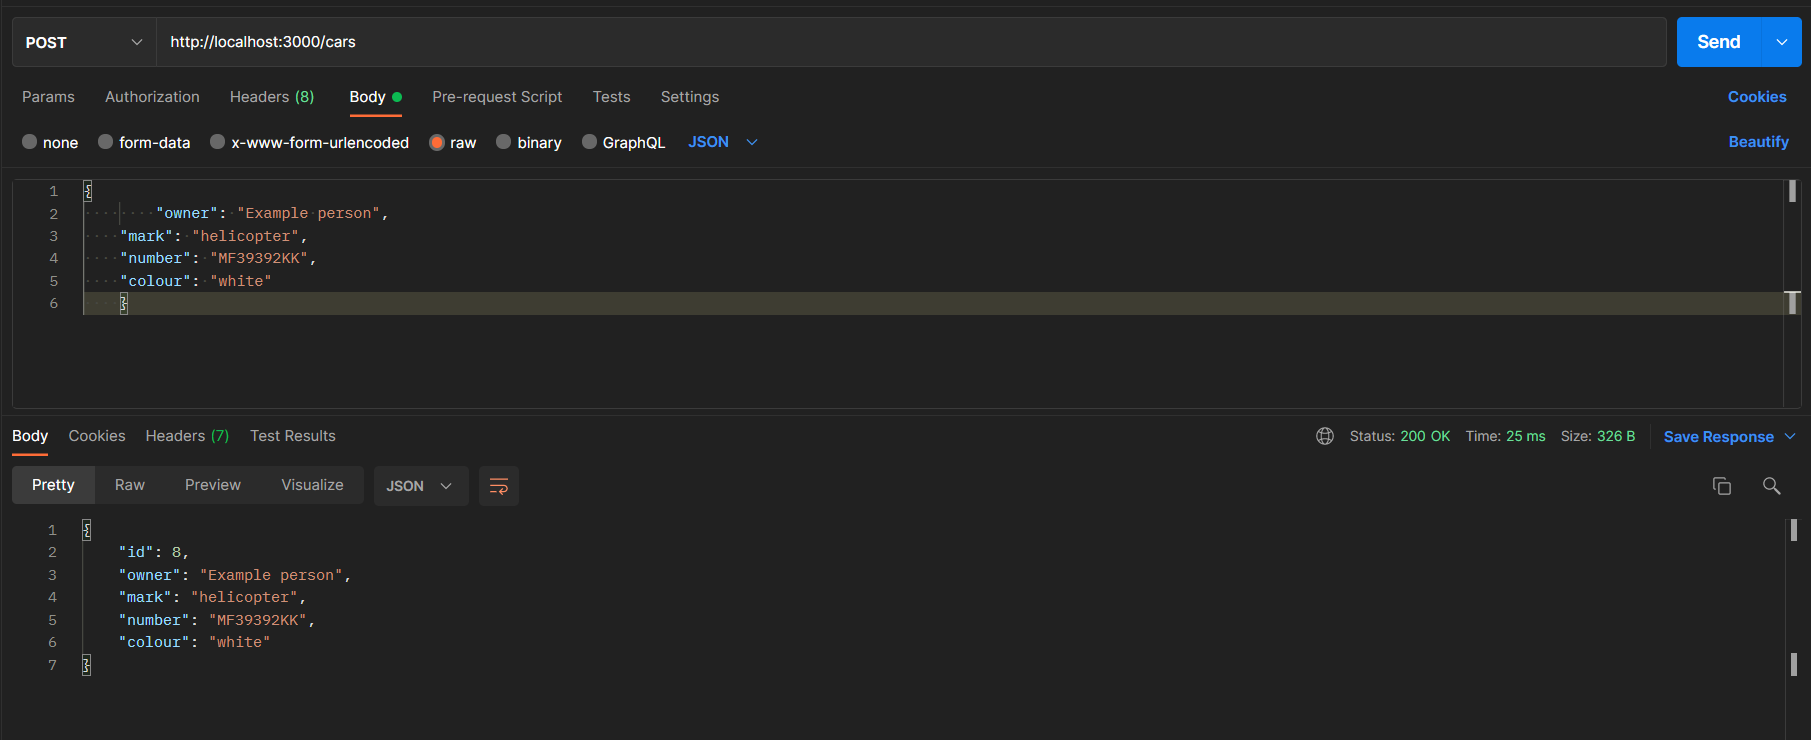 POST http://localhost:3000/cars Send
Params Authorization Headers (8) Body Pre-request Script Tests Settings Cookies
none form-data x-www-form-urlencoded raw binary GraphQL JSON Beautify
1 {
2 "owner": "Example person",
3 "mark": "helicopter",
4 "number": "MF39392KK",
5 "colour": "white"
6 }
Body Cookies Headers (7) Test Results Status: 200 OK Time: 25 ms Size: 326 B Save Response
Pretty Raw Preview Visualize JSON
1 {
2 "id": 8,
3 "owner": "Example person",
4 "mark": "helicopter",
5 "number": "MF39392KK",
6 "colour": "white"
7 }